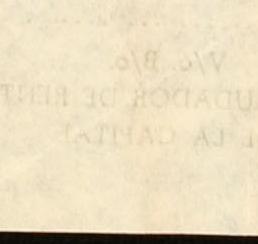 V/o. B/o.
UDADOR DE RENT
LA CAPITAL